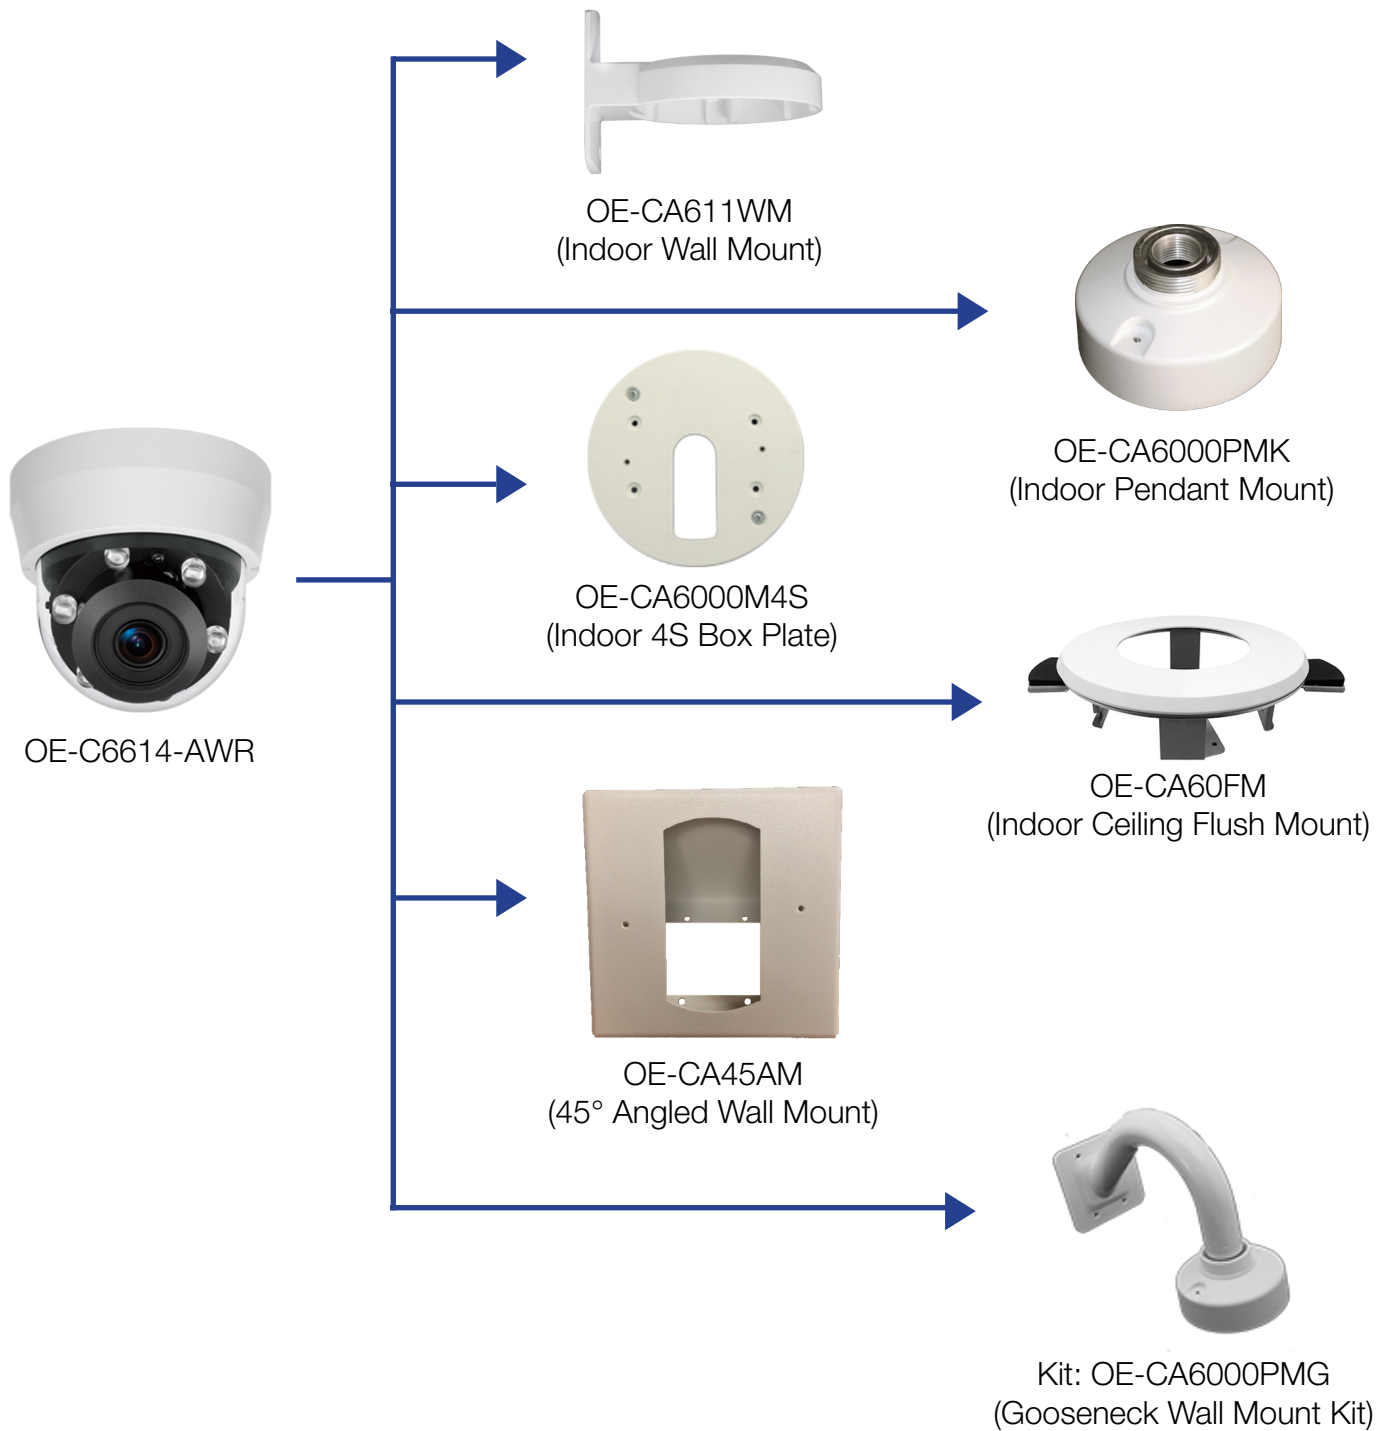 OE-CA611WM
(Indoor Wall Mount)
OE-CA6000PMK
(Indoor Pendant Mount)
OE-CA6000M4S
(Indoor 4S Box Plate)
OE-C6614-AWR
OE-CA60FM
(Indoor Ceiling Flush Mount)
OE-CA45AM
(45° Angled Wall Mount)
Kit: OE-CA6000PMG
(Gooseneck Wall Mount Kit)